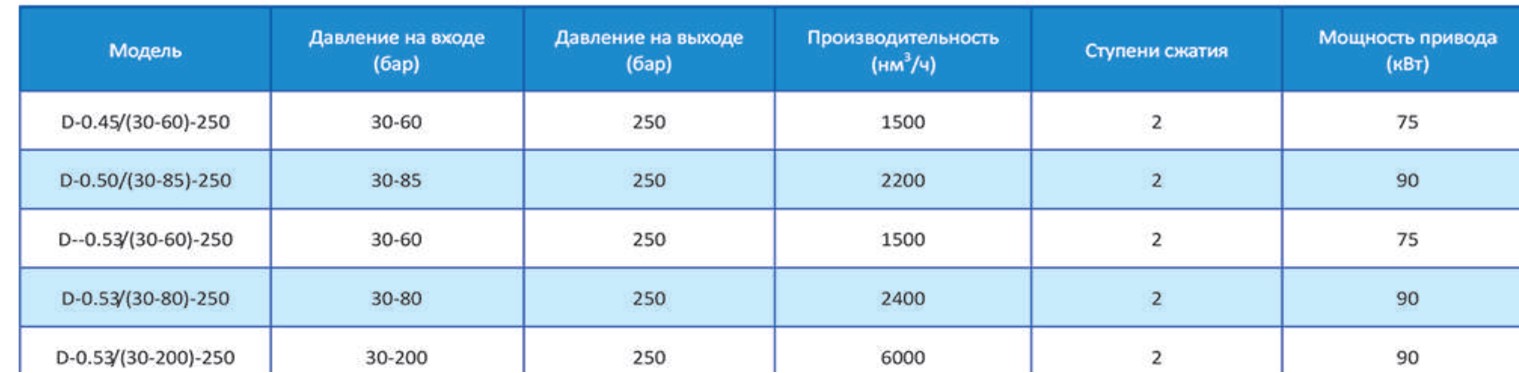 Модель Давление на входе (бар) Давление на выходе (бар) Производительность (нм³/ч) Ступени сжатия Мощность привода (кВт)
D-0.45/(30-60)-250 30-60 250 1500 2 75
D-0.50/(30-85)-250 30-85 250 2200 2 90
D--0.53/(30-60)-250 30-60 250 1500 2 75
D-0.53/(30-80)-250 30-80 250 2400 2 90
D-0.53/(30-200)-250 30-200 250 6000 2 90